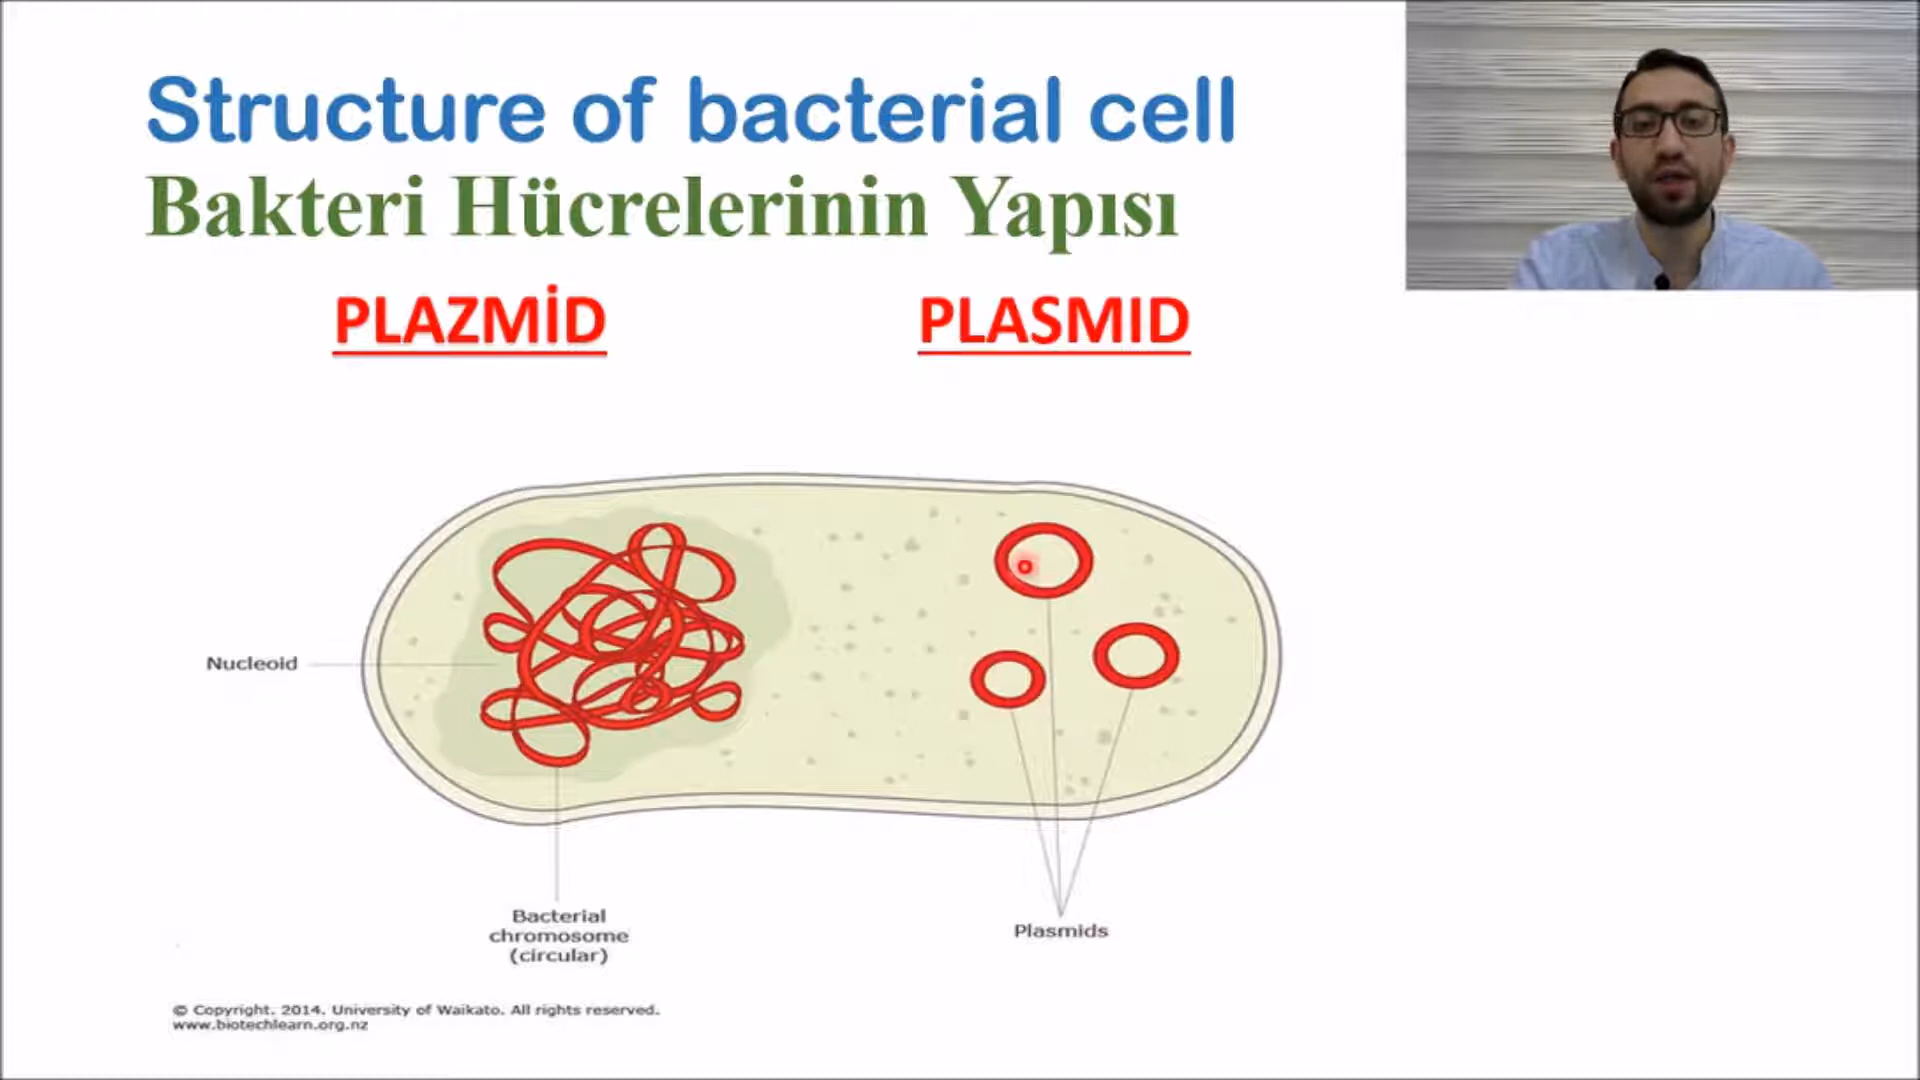 Structure of bacterial cell
Bakteri Hücrelerinin Yapısı
PLAZMİD
PLASMID
Nucleoid
Bacterial
chromosome
(circular)
Plasmids
© Copyright. 2014. University of Waikato. All rights reserved.
www.biotechlearn.org.nz